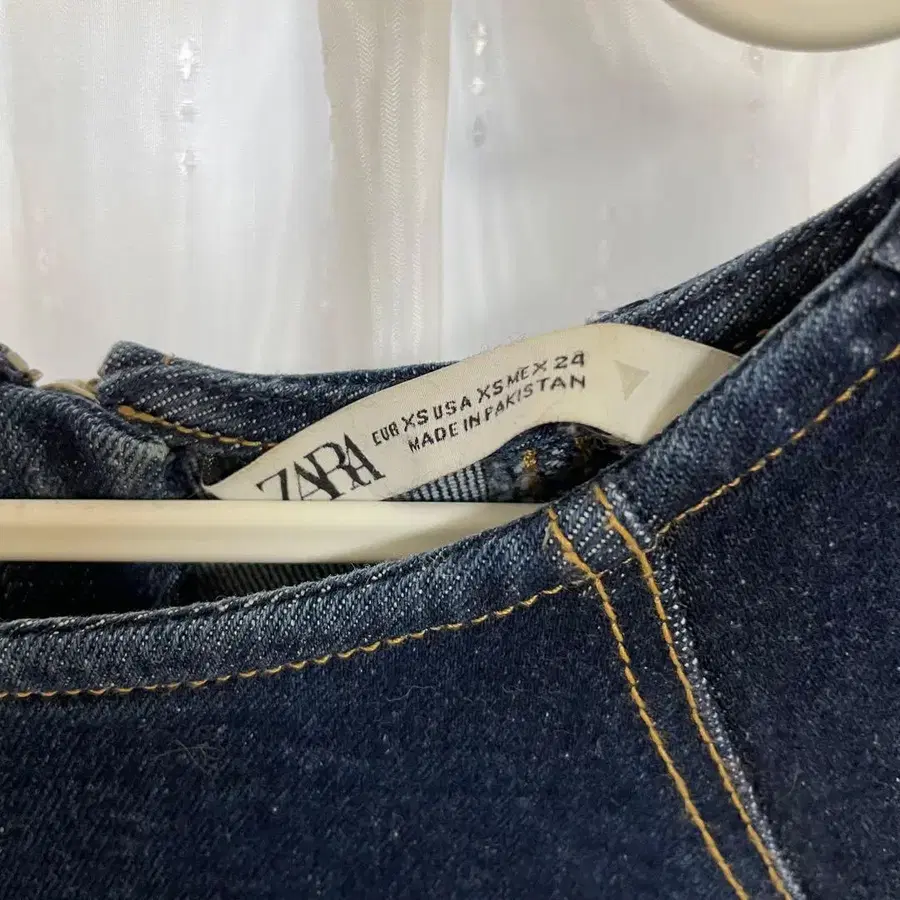 ZARA
EUR XS USA XS MEX 24
MADE IN PAKISTAN